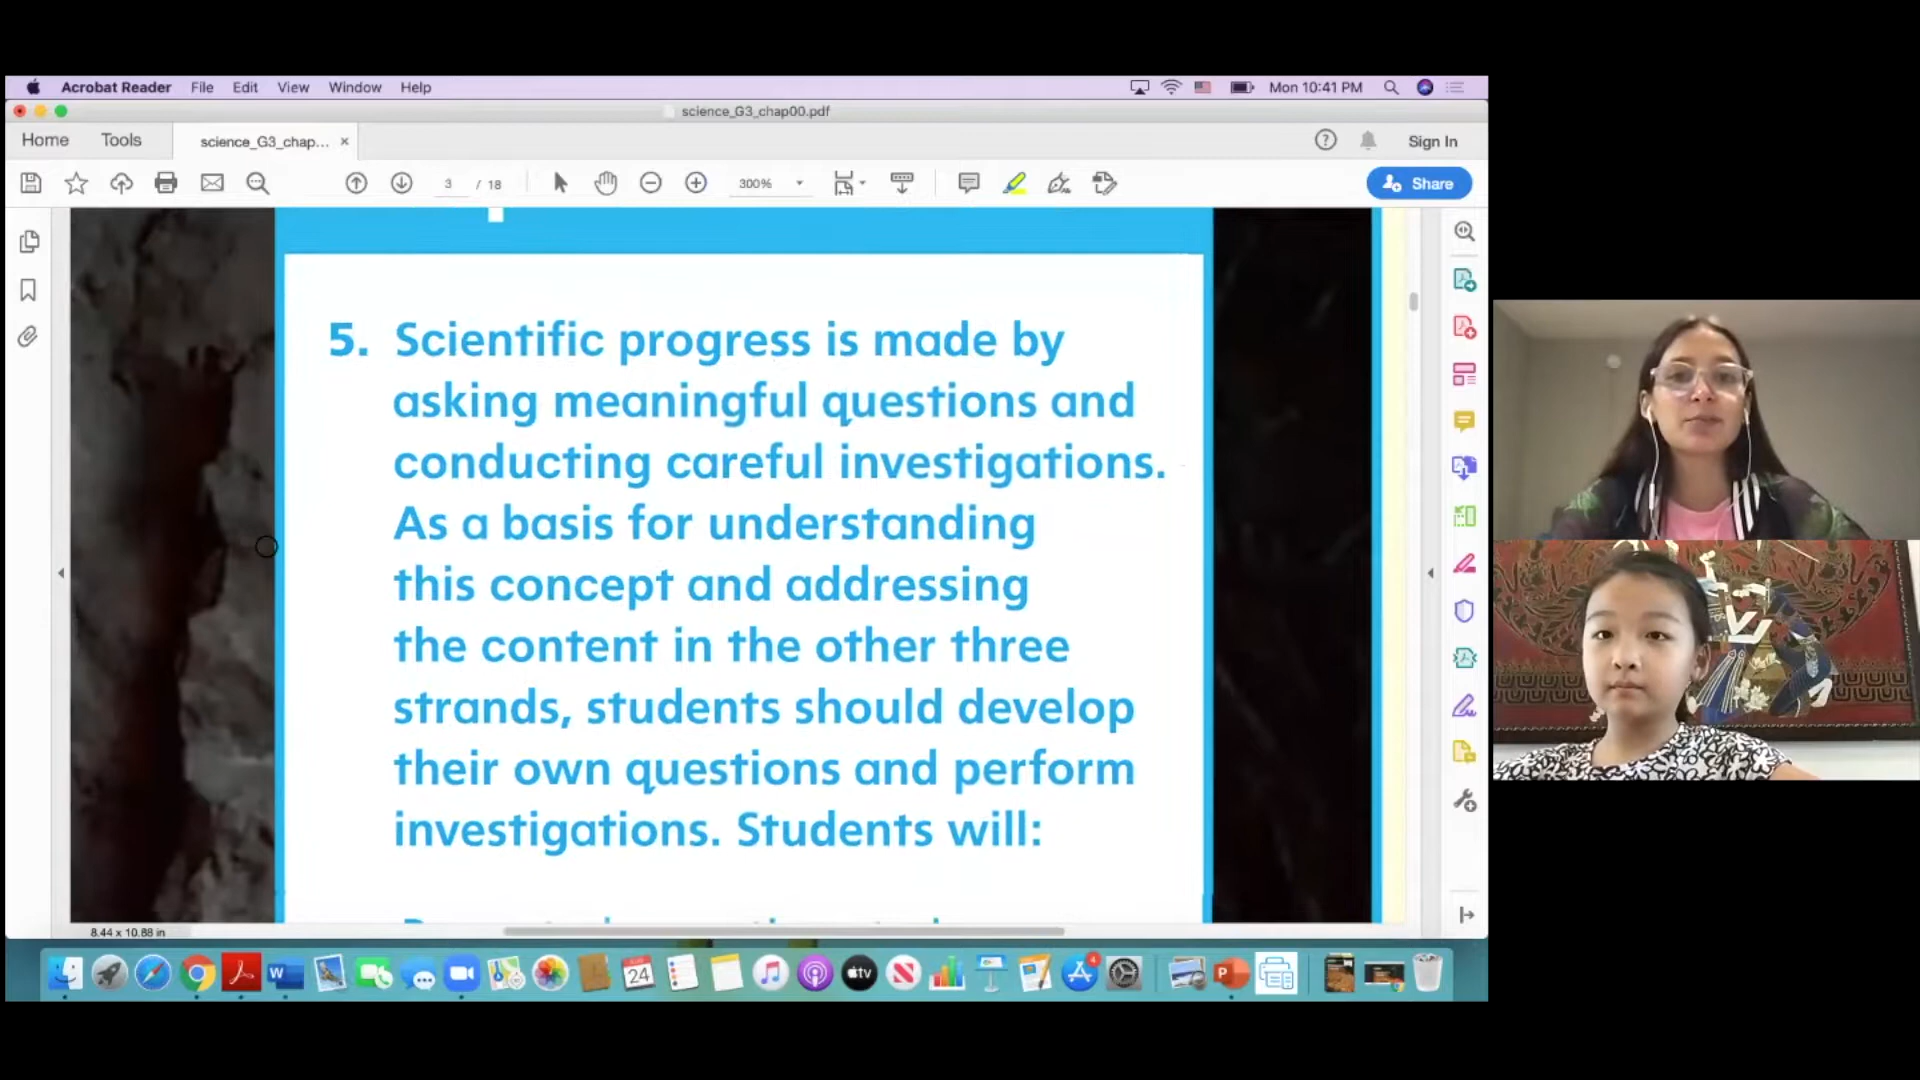 Acrobat Reader File Edit View Window Help Mon 10:41 PM
science_G3_chap00.pdf
Home Tools science_G3_chap... × Sign In
3 / 18 300% Share
5. Scientific progress is made by
asking meaningful questions and
conducting careful investigations.
As a basis for understanding
this concept and addressing
the content in the other three
strands, students should develop
their own questions and perform
investigations. Students will:
8.44 x 10.88 in
24
tv
4